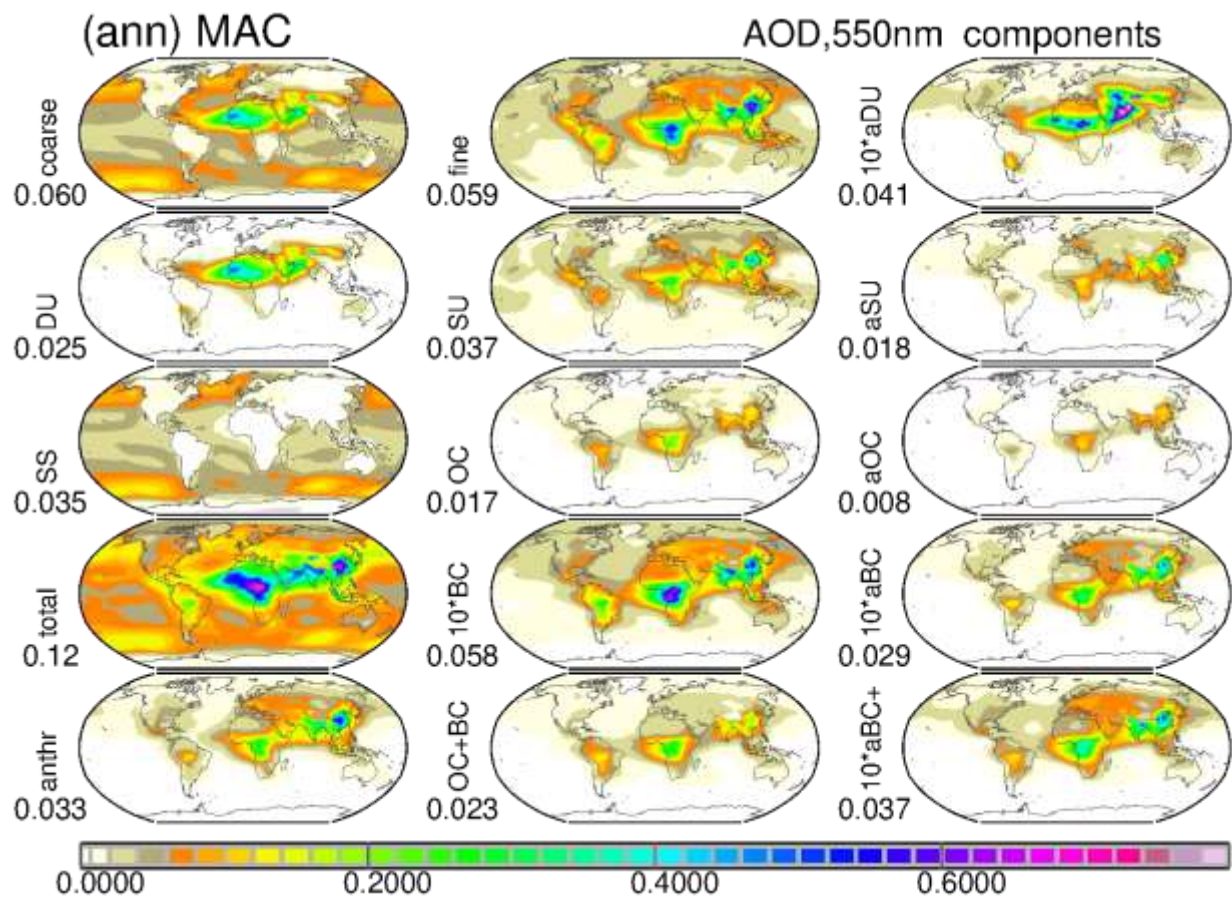 (ann) MAC
AOD,550nm components
coarse
0.060
fine
0.059
10*aDU
0.041
DU
0.025
SU
0.037
aSU
0.018
SS
0.035
OC
0.017
aOC
0.008
total
0.12
10*BC
0.058
10*aBC
0.029
anthr
0.033
OC+BC
0.023
10*aBC+
0.037
0.0000 0.2000 0.4000 0.6000